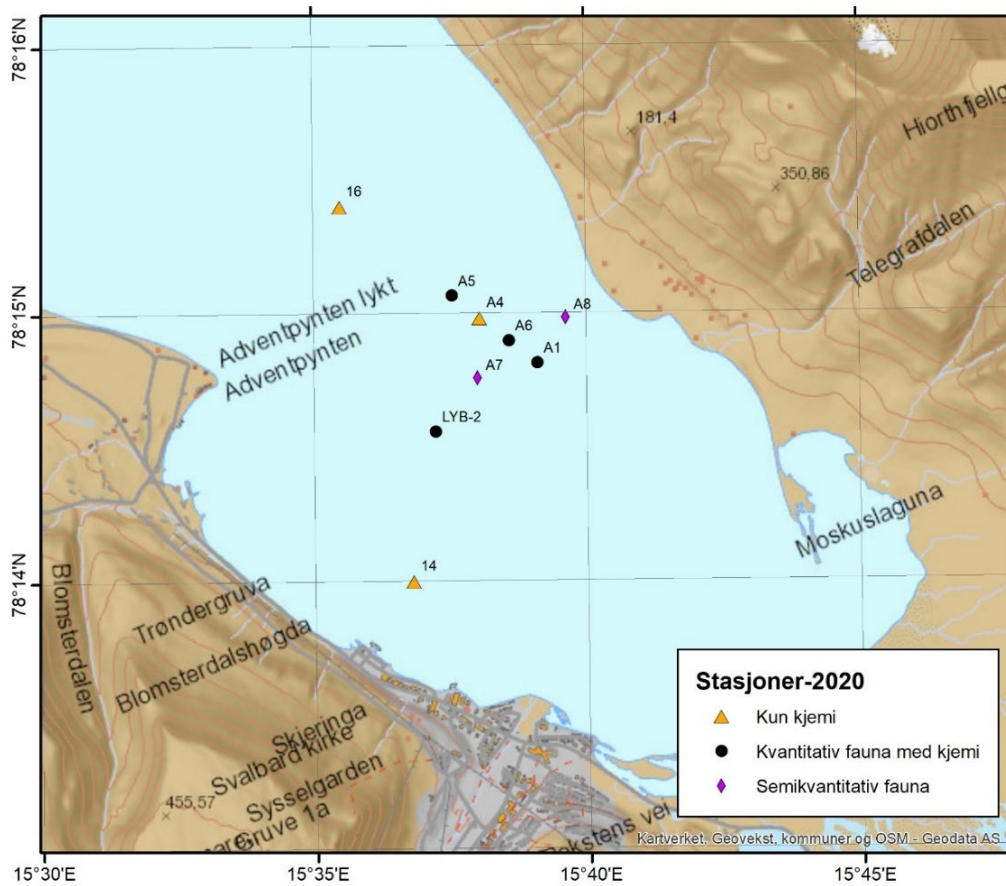 78°16'N
181,4
Hiorthfjellg
350,86
16
Telegrafdalen
A5
Adventpynten lykt
A4
A8
78°15'N
A6
Adventpynten
A1
A7
LYB-2
Moskuslaguna
14
78°14'N
Blomsterdalen
Trøndergruva
Blomsterdalshøgda
Stasjoner-2020
Kun kjemi
Skjeringa
Kvantitativ fauna med kjemi
Svalbard kirke
Semikvantitativ fauna
Sysselgarden
455,57
Gruve 1a
Kartverket, Geovekst, kommuner og OSM - Geodata AS
15°30'E
15°35'E
15°40'E
15°45'E